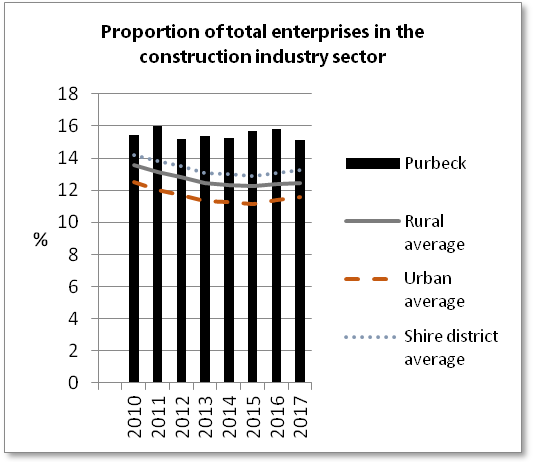 Proportion of total enterprises in the
construction industry sector
18
16
14
12
10
8
6
4
2
0
%
2010
2011
2012
2013
2014
2015
2016
2017
Purbeck
Rural
average
Urban
average
Shire district
average